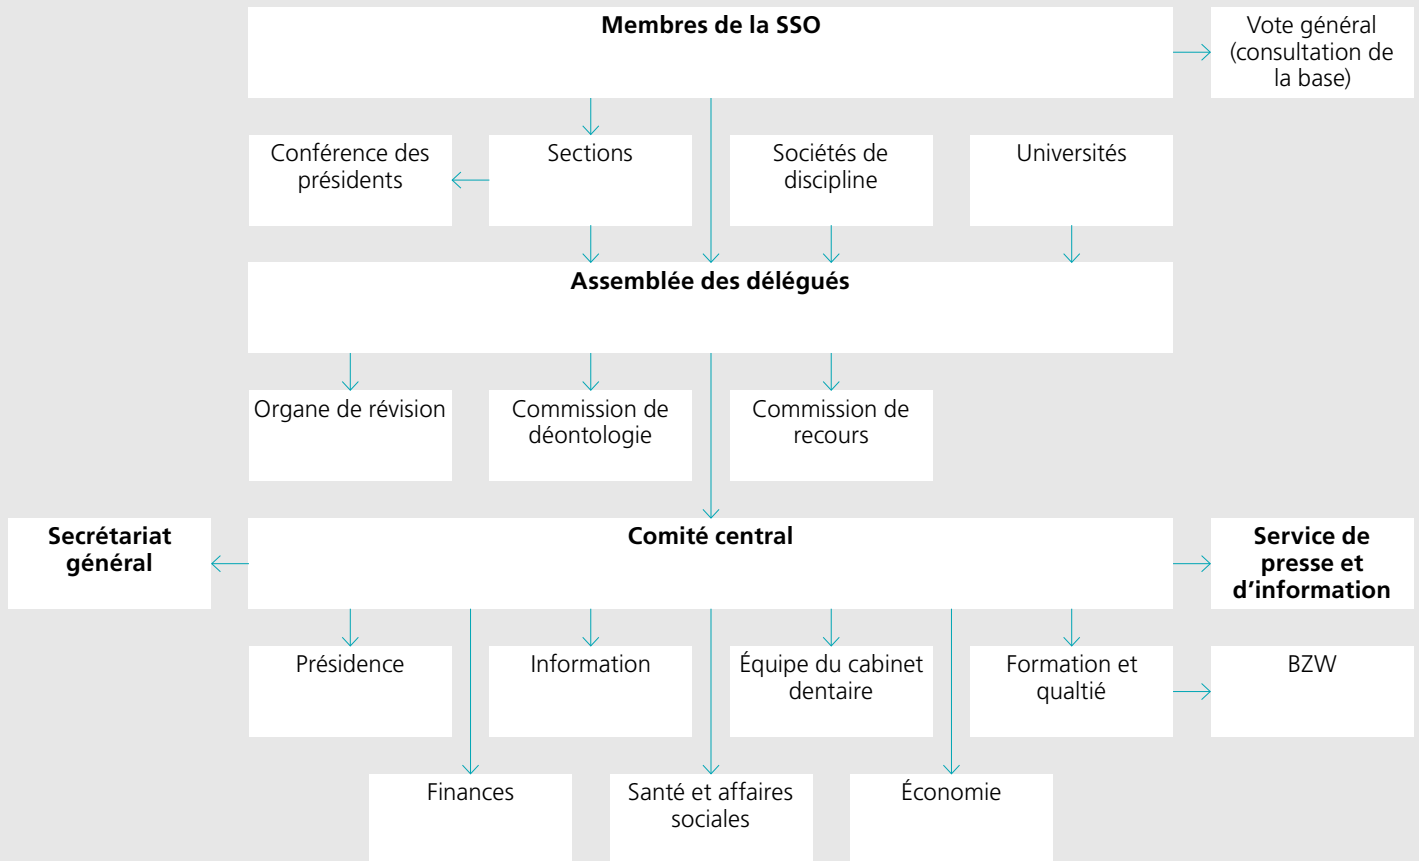 Membres de la SSO
Vote général
(consultation de
la base)
Conférence des
présidents
Sections
Sociétés de
discipline
Universités
Assemblée des délégués
Organe de révision
Commission de
déontologie
Commission de
recours
Secrétariat
général
Comité central
Service de
presse et
d’information
Présidence
Information
Équipe du cabinet
dentaire
Formation et
qualtié
BZW
Finances
Santé et affaires
sociales
Économie